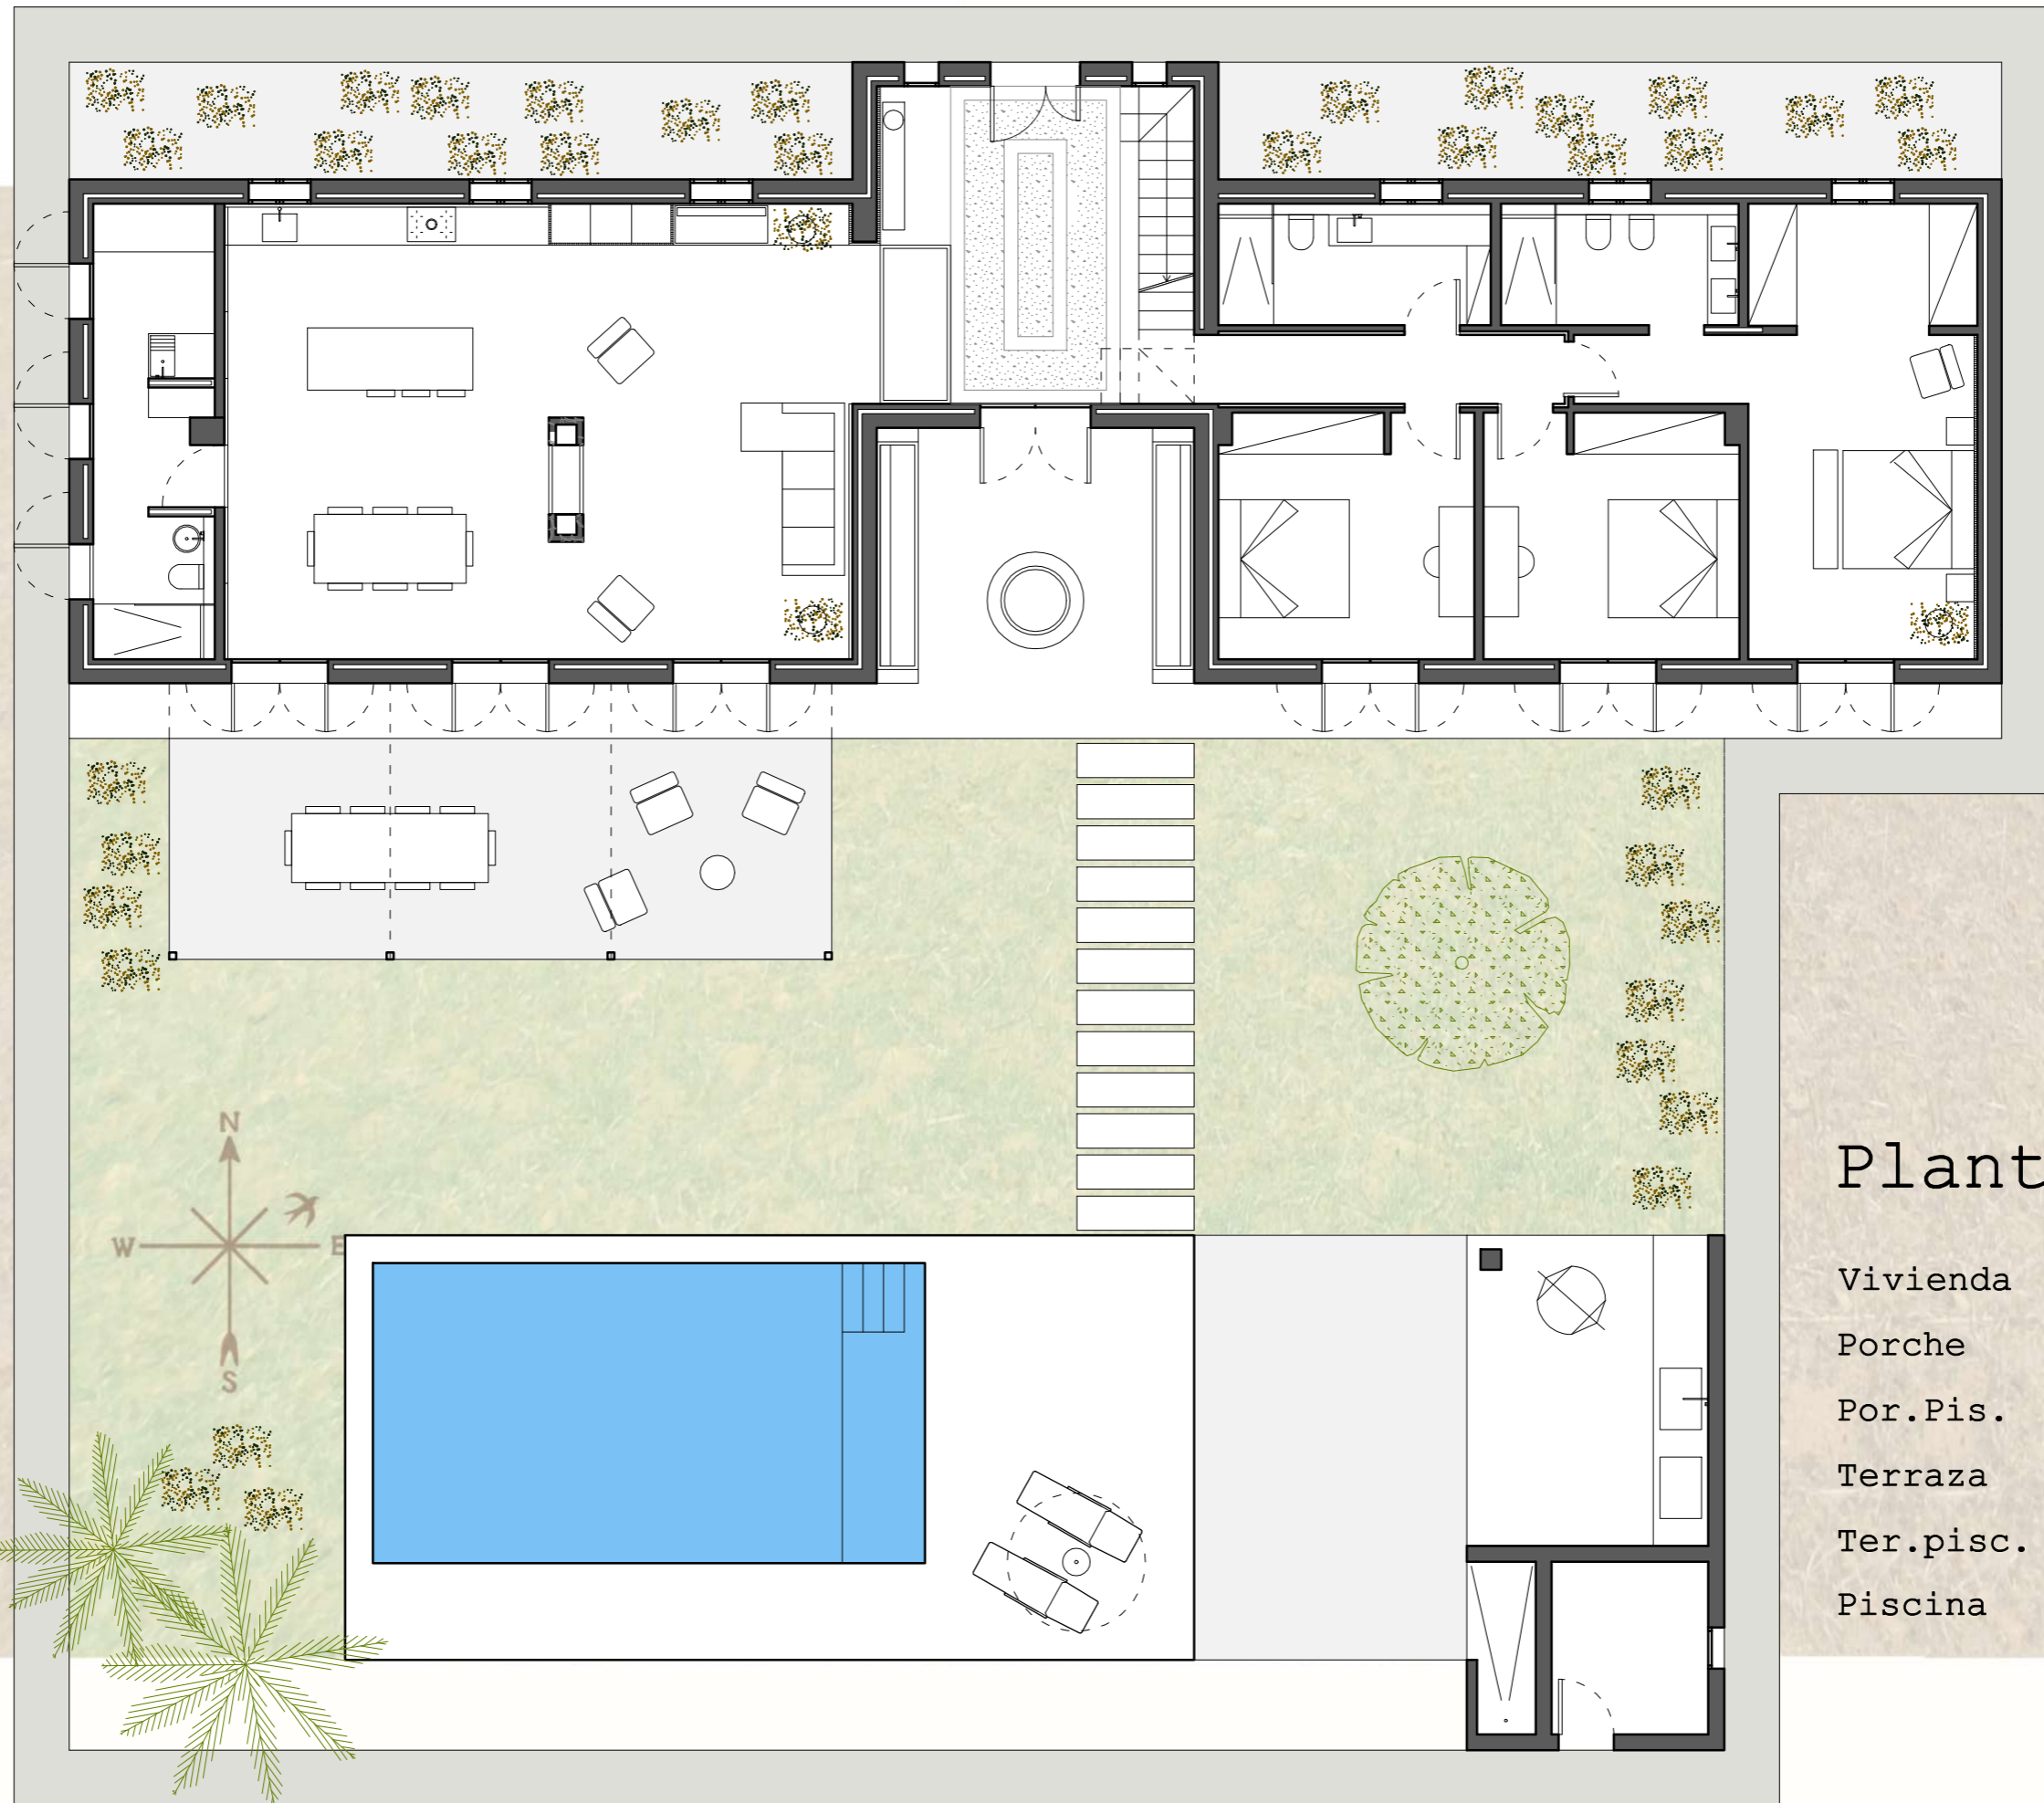 N
W E
S
Plant
Vivienda
Porche
Por.Pis.
Terraza
Ter.pisc.
Piscina